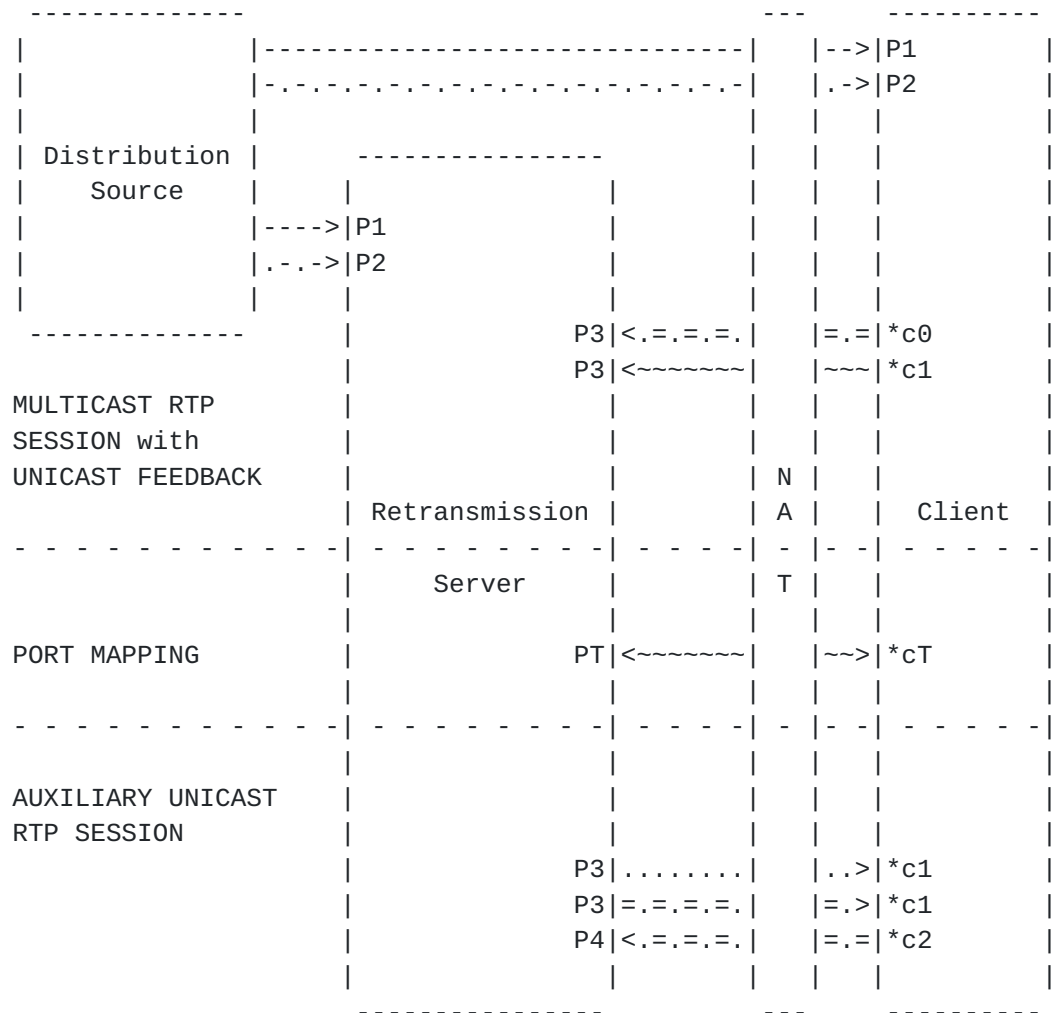 --------------                                  ---     ----------
|              |-------------------------------|   |-->|P1        |
|              |-.-.-.-.-.-.-.-.-.-.-.-.-.-.-.-|   |.->|P2        |
|              |                               |   |   |          |
| Distribution |      ----------------         |   |   |          |
|    Source    |     |                |        |   |   |          |
|              |---->|P1              |        |   |   |          |
|              |.-.->|P2              |        |   |   |          |
|              |     |                |        |   |   |          |
 --------------      |              P3|<.=.=.=.|   |=.=|*c0       |
                     |              P3|<~~~~~~~|   |~~~|*c1       |
MULTICAST RTP        |                |        |   |   |          |
SESSION with         |                |        |   |   |          |
UNICAST FEEDBACK     |                |        | N |   |          |
                     | Retransmission |        | A |   |  Client  |
- - - - - - - - - - -| - - - - - - - -| - - - -| - |- -| - - - - -|
                     |     Server     |        | T |   |          |
                     |                |        |   |   |          |
PORT MAPPING         |              PT|<~~~~~~~|   |~~>|*cT       |
                     |                |        |   |   |          |
- - - - - - - - - - -| - - - - - - - -| - - - -| - |- -| - - - - -|
                     |                |        |   |   |          |
AUXILIARY UNICAST    |                |        |   |   |          |
RTP SESSION          |                |        |   |   |          |
                     |              P3|........|   |..>|*c1       |
                     |              P3|=.=.=.=.|   |=.>|*c1       |
                     |              P4|<.=.=.=.|   |=.=|*c2       |
                     |                |        |   |   |          |
                      ----------------          ---     ----------